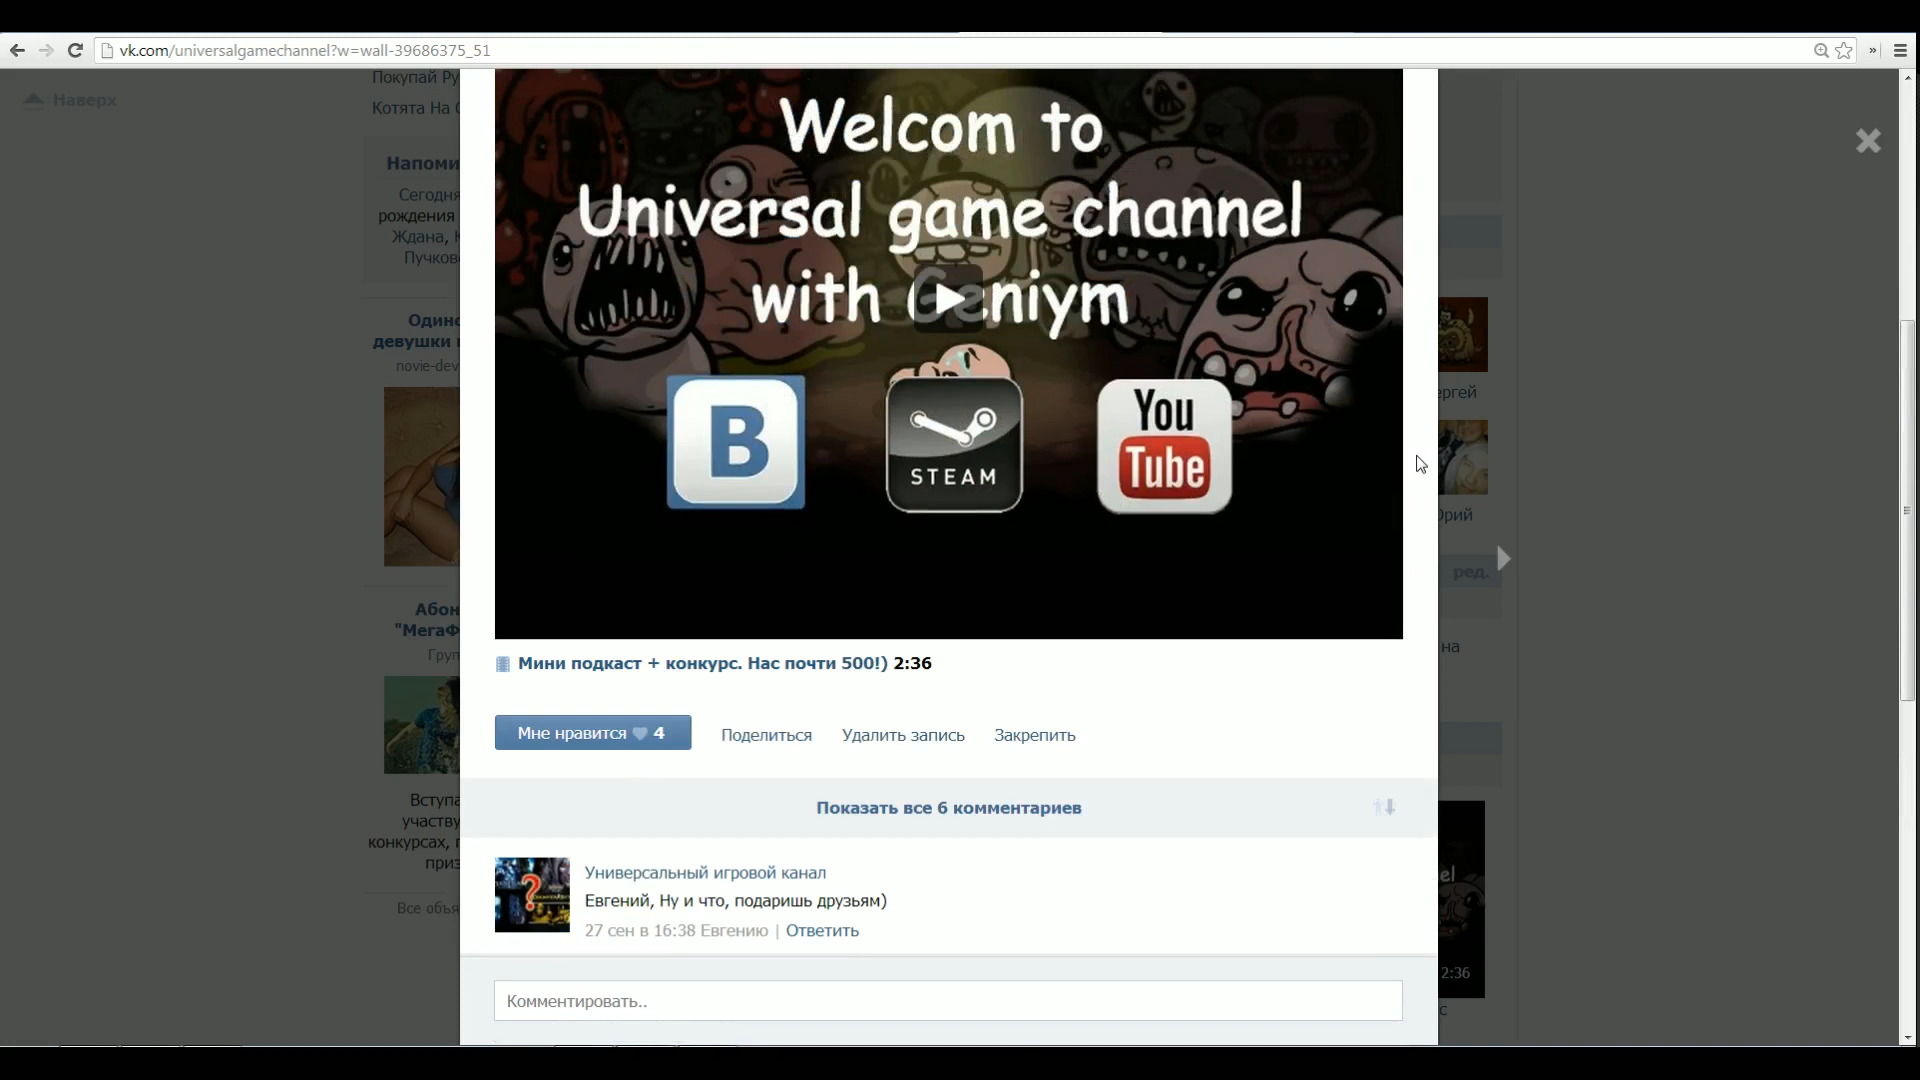 vk.com/universalgamechannel?w=wall-39686375_51
Наверх
Покупай Ру
Котята На
Напоми
Сегодня
рождения
Ждана,
Пучков
девушки
novie-dev
Абон
"МегаФ
Груп
Вступа
участву
конкурсах,
приз
Все объя
Welcom to
Universal game channel
with Geniym
B
STEAM
You
Tube
Мини подкаст + конкурс. Нас почти 500!) 2:36
Мне нравится 4
Поделиться
Удалить запись
Закрепить
Показать все 6 комментариев
Универсальный игровой канал
Евгений, Ну и что, подаришь друзьям)
27 сен в 16:38 Евгению | Ответить
Комментировать..
ергей
Юрий
ред.
на
el
2:36
с